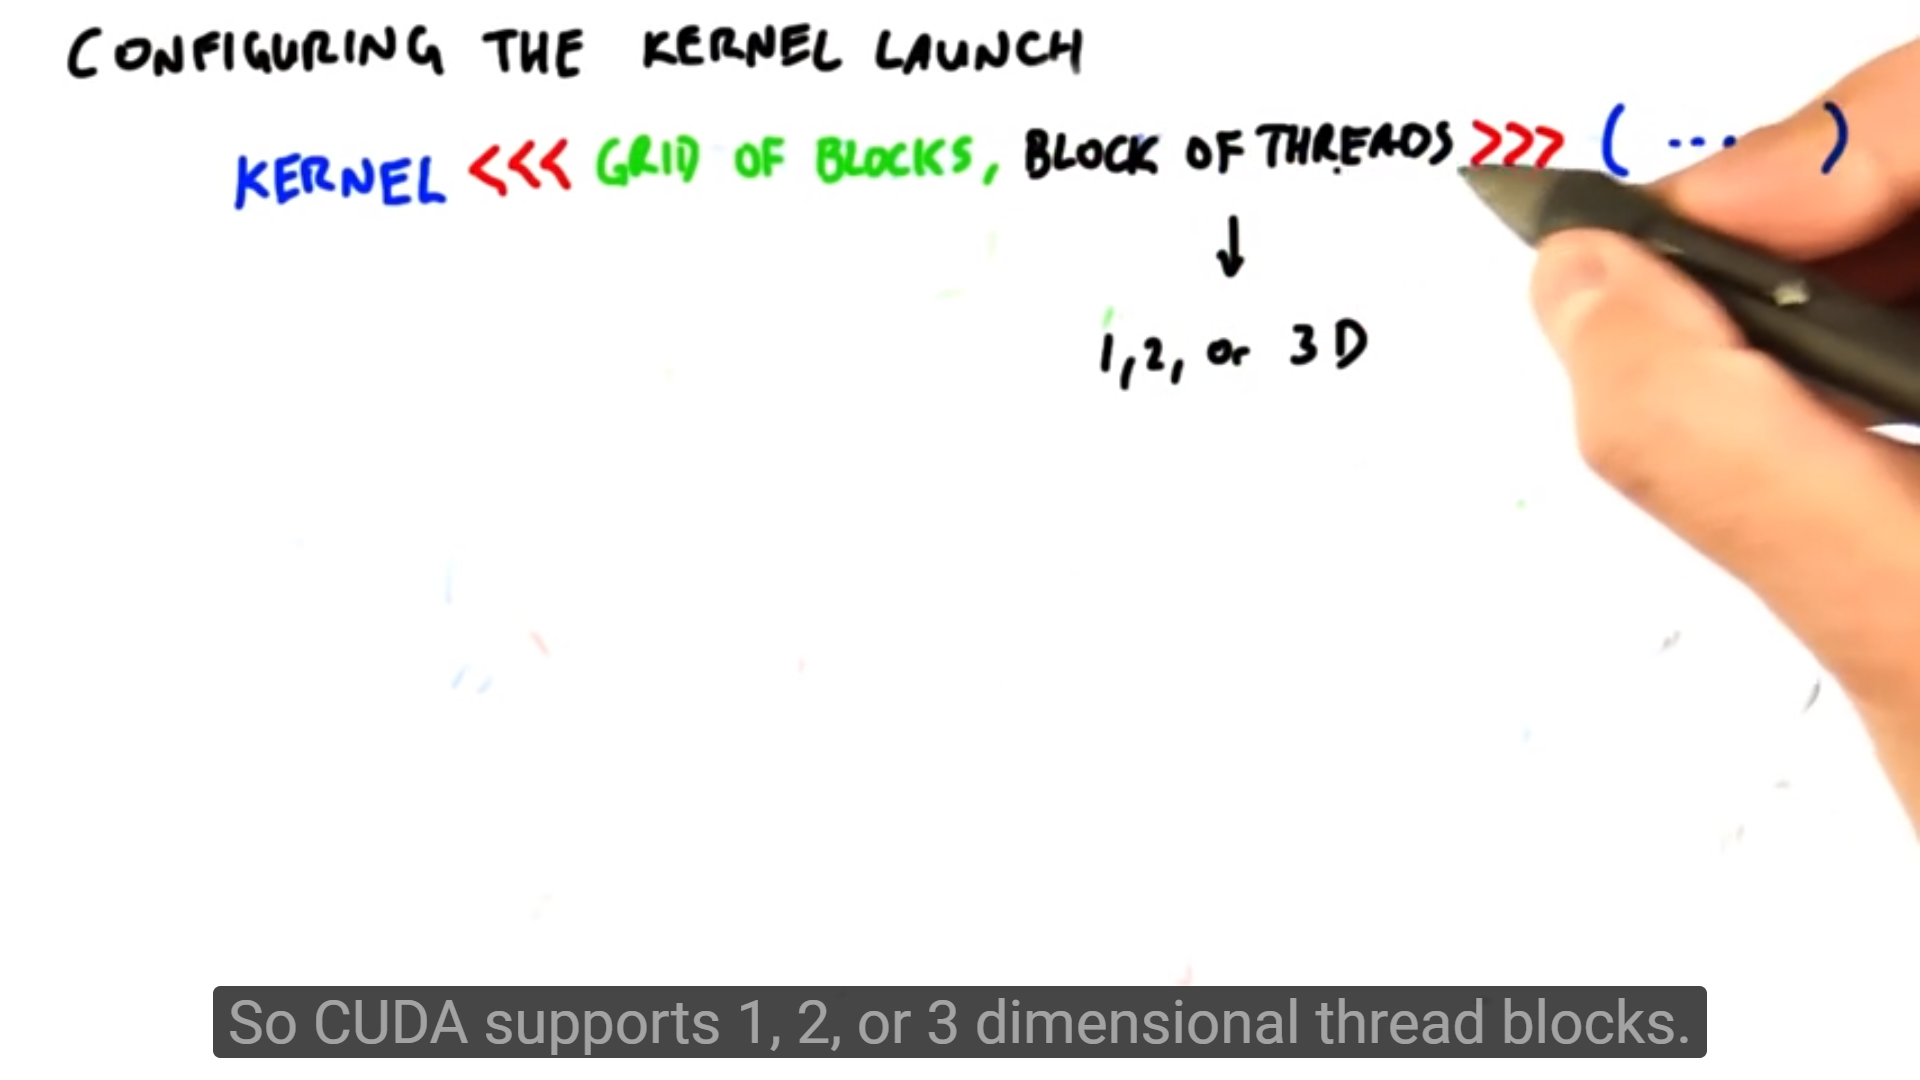 CONFIGURING THE KERNEL LAUNCH
KERNEL <<< GRID OF BLOCKS, BLOCK OF THREADS >>> ( ... )
1, 2, or 3D
So CUDA supports 1, 2, or 3 dimensional thread blocks.